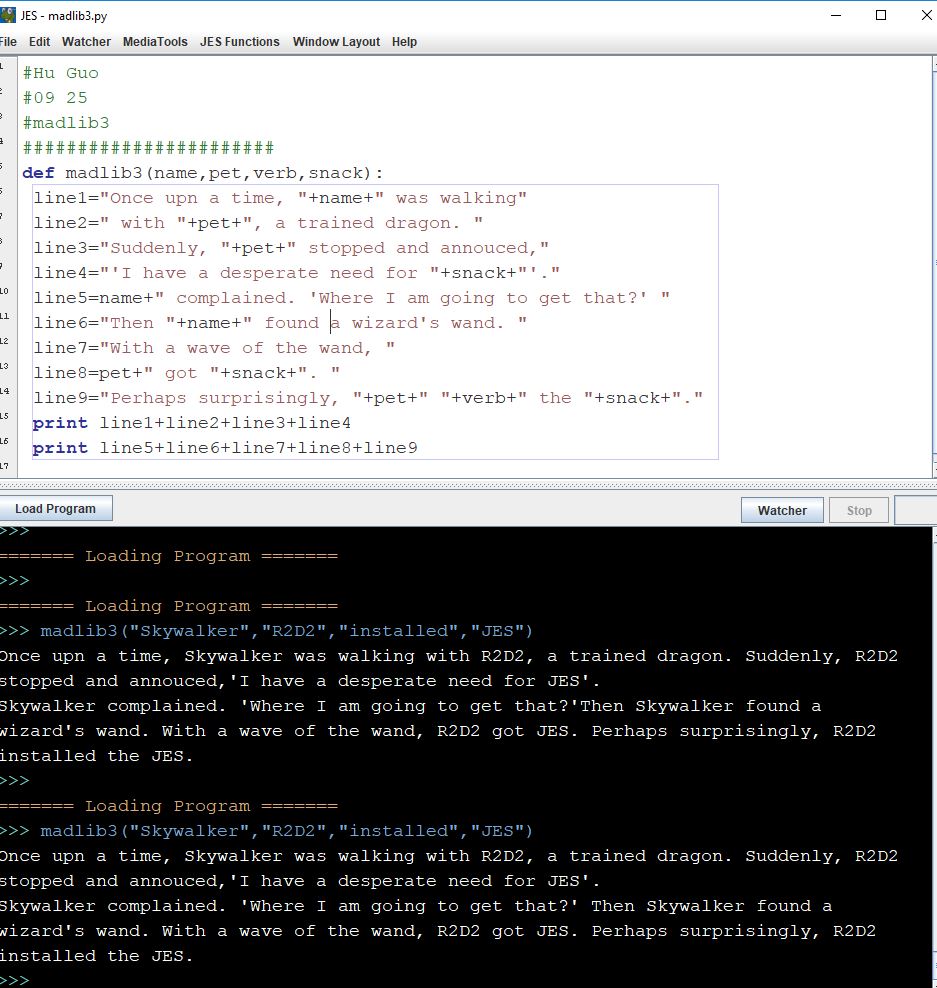 JES - madlib3.py
File Edit Watcher MediaTools JES Functions Window Layout Help
#Hu Guo
#09 25
#madlib3
#######################
def madlib3(name,pet,verb,snack):
line1="Once upn a time, "+name+" was walking"
line2=" with "+pet+", a trained dragon. "
line3="Suddenly, "+pet+" stopped and annouced,"
line4="'I have a desperate need for "+snack+"'."
line5=name+" complained. 'Where I am going to get that?' "
line6="Then "+name+" found a wizard's wand. "
line7="With a wave of the wand, "
line8=pet+" got "+snack+". "
line9="Perhaps surprisingly, "+pet+" "+verb+" the "+snack+"."
print line1+line2+line3+line4
print line5+line6+line7+line8+line9
Load Program Watcher Stop
>>>
======= Loading Program =======
>>>
======= Loading Program =======
>>> madlib3("Skywalker","R2D2","installed","JES")
Once upn a time, Skywalker was walking with R2D2, a trained dragon. Suddenly, R2D2
stopped and annouced,'I have a desperate need for JES'.
Skywalker complained. 'Where I am going to get that?'Then Skywalker found a
wizard's wand. With a wave of the wand, R2D2 got JES. Perhaps surprisingly, R2D2
installed the JES.
>>>
======= Loading Program =======
>>> madlib3("Skywalker","R2D2","installed","JES")
Once upn a time, Skywalker was walking with R2D2, a trained dragon. Suddenly, R2D2
stopped and annouced,'I have a desperate need for JES'.
Skywalker complained. 'Where I am going to get that?' Then Skywalker found a
wizard's wand. With a wave of the wand, R2D2 got JES. Perhaps surprisingly, R2D2
installed the JES.
>>>